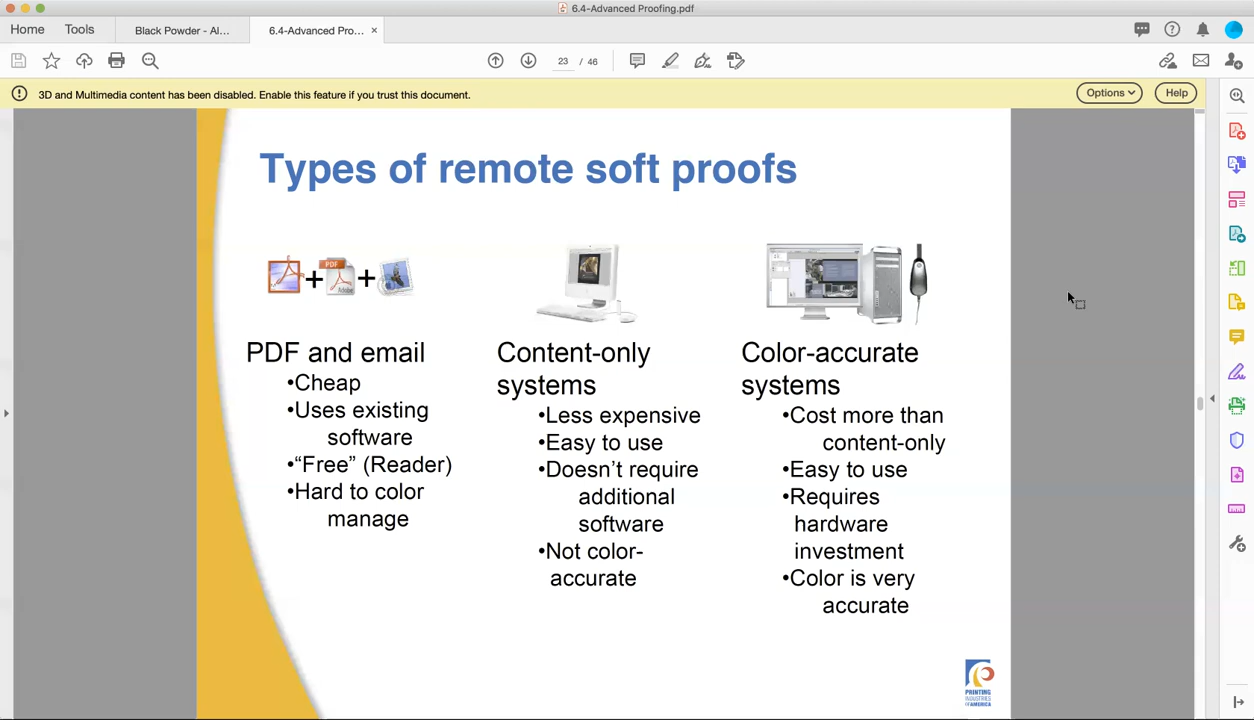 6.4-Advanced Proofing.pdf
Home Tools Black Powder - Al... 6.4-Advanced Pro... ×
23 / 46
3D and Multimedia content has been disabled. Enable this feature if you trust this document. Options Help
Types of remote soft proofs
PDF
Adobe
PDF and email
•Cheap
•Uses existing
software
•“Free” (Reader)
•Hard to color
manage
Content-only
systems
•Less expensive
•Easy to use
•Doesn’t require
additional
software
•Not color-
accurate
Color-accurate
systems
•Cost more than
content-only
•Easy to use
•Requires
hardware
investment
•Color is very
accurate
PRINTING
INDUSTRIES
OF AMERICA